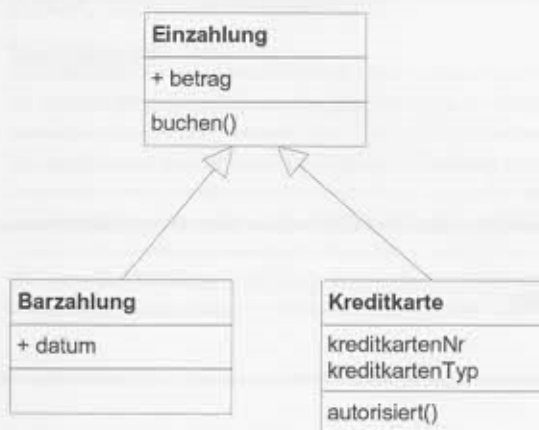 Einzahlung
+ betrag
buchen()
Barzahlung
+ datum
Kreditkarte
kreditkartenNr
kreditkartenTyp
autorisiert()